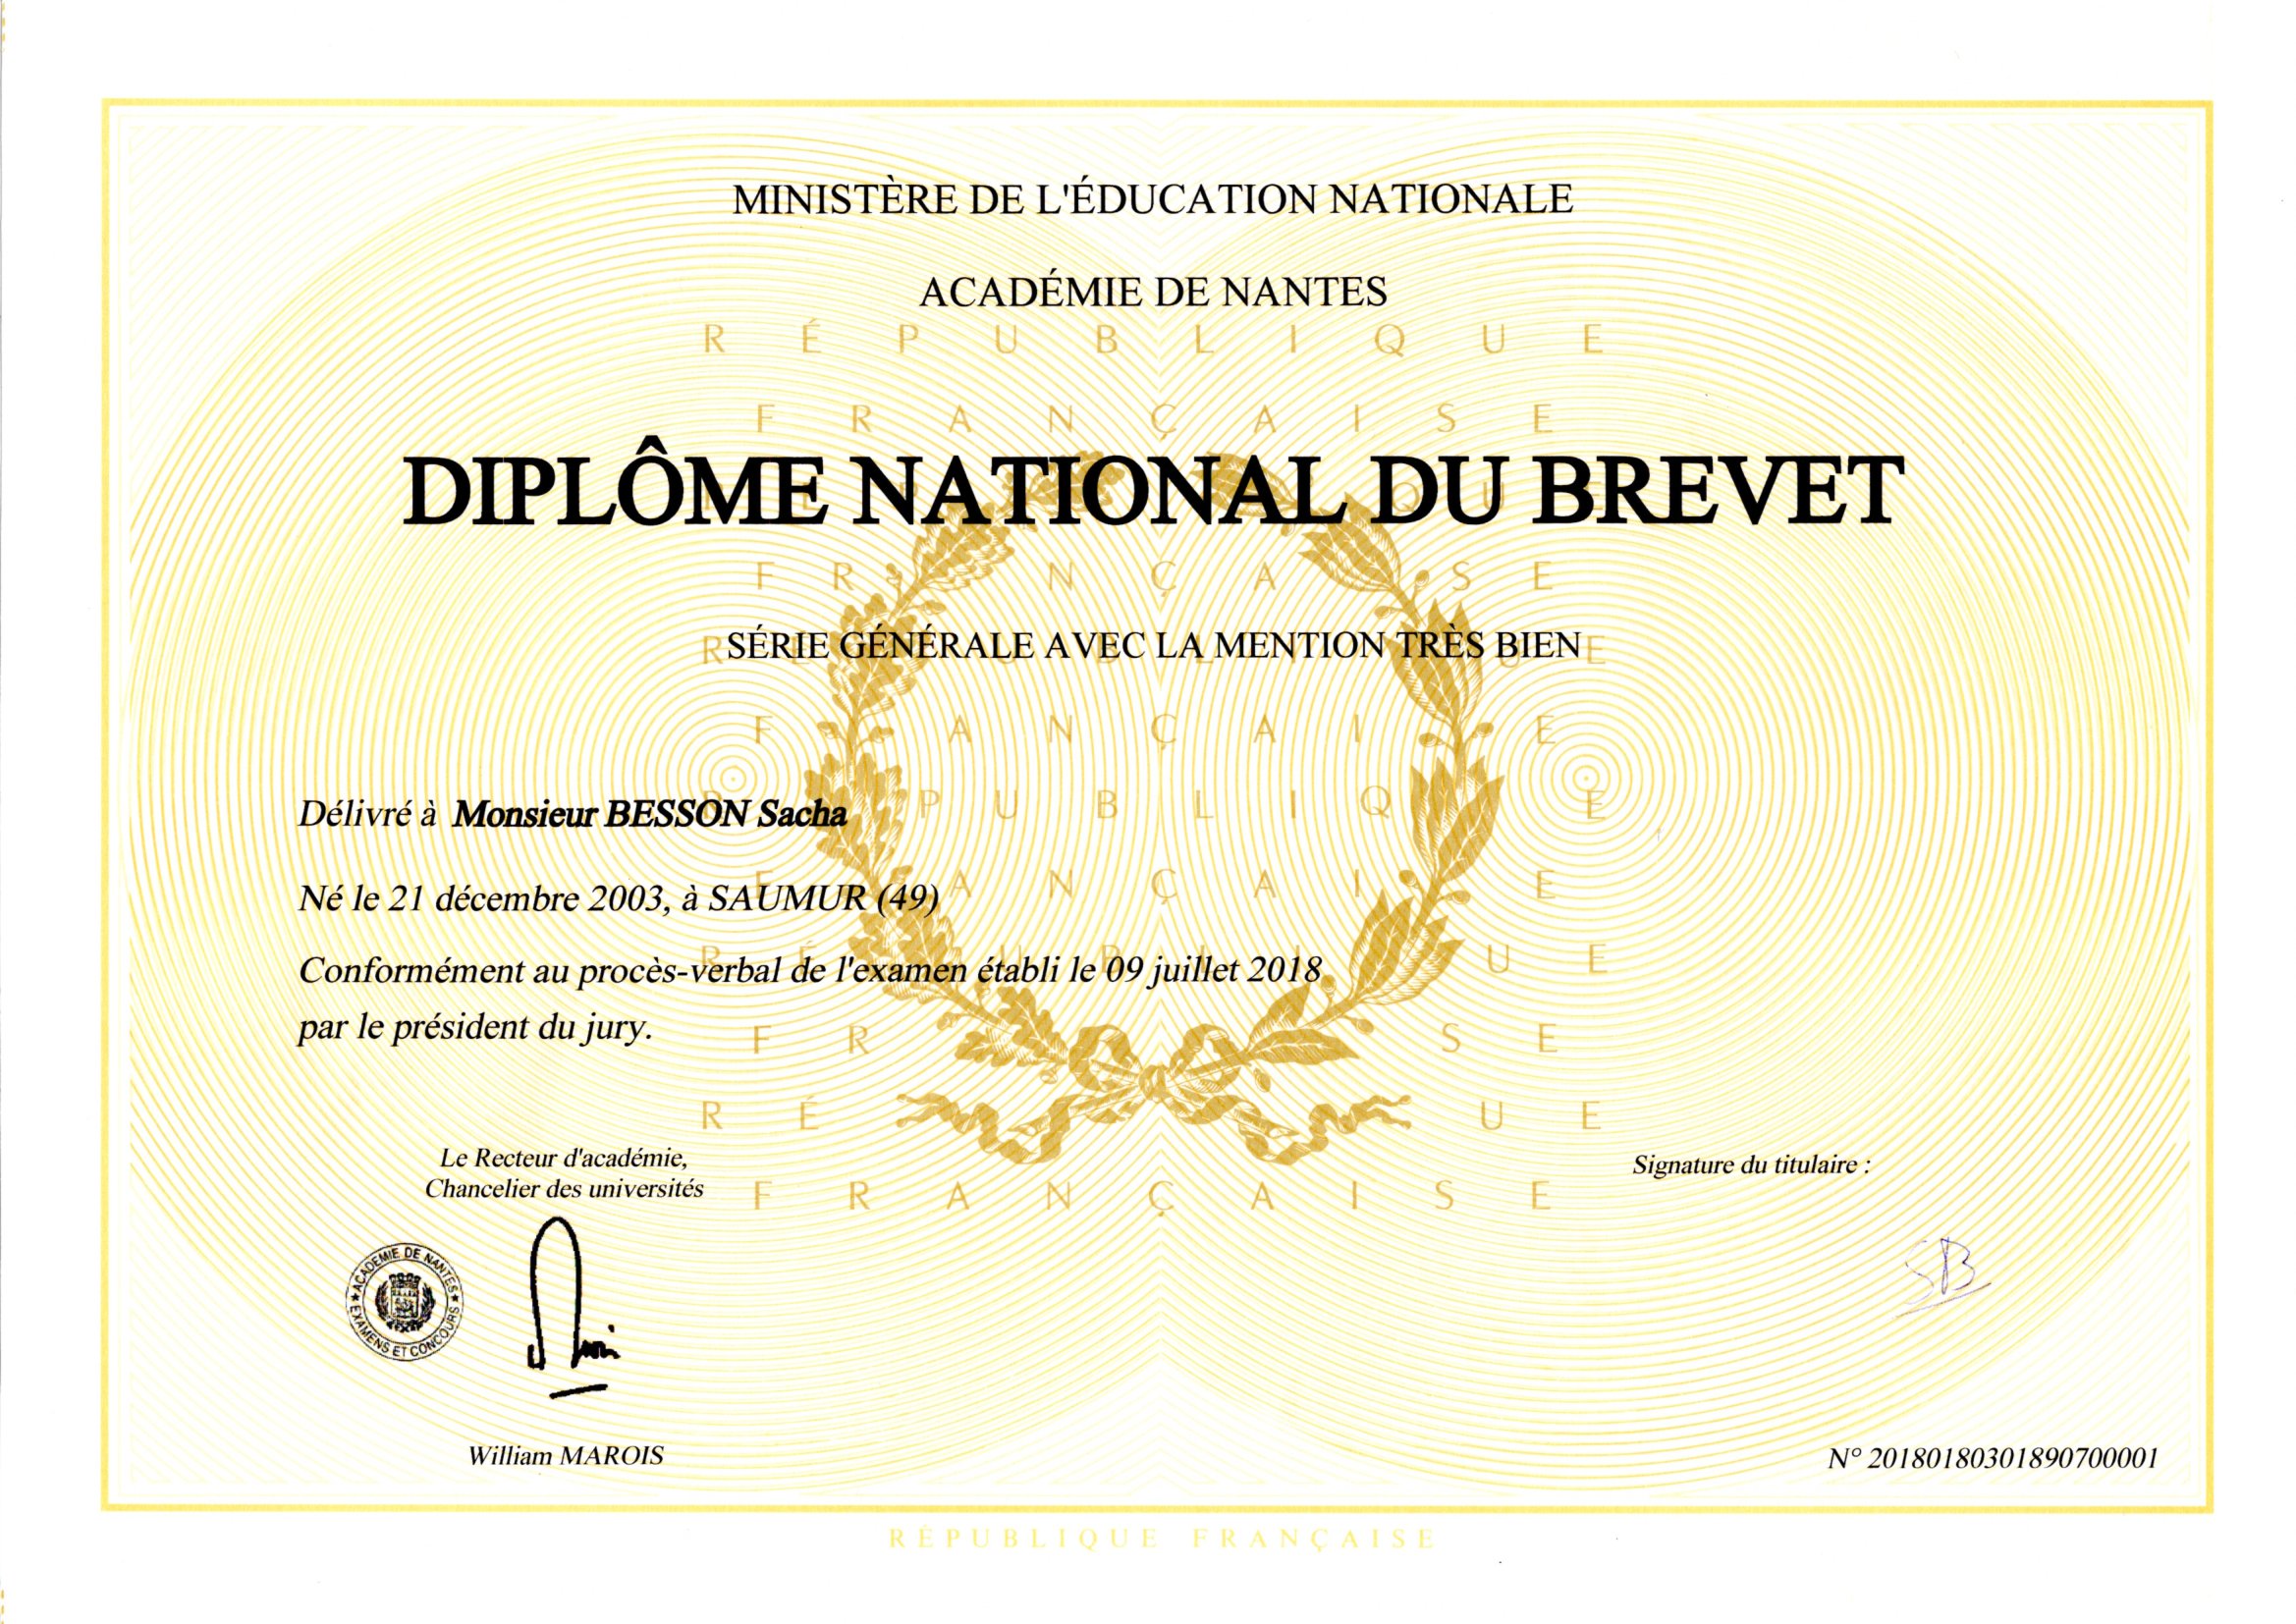 MINISTÈRE DE L'ÉDUCATION NATIONALE
ACADÉMIE DE NANTES
RÉPUBLIQUE
FRANÇAISE
DIPLÔME NATIONAL DU BREVET
SÉRIE GÉNÉRALE AVEC LA MENTION TRÈS BIEN
Délivré à Monsieur BESSON Sacha
Né le 21 décembre 2003, à SAUMUR (49)
Conformément au procès-verbal de l'examen établi le 09 juillet 2018
par le président du jury.
Le Recteur d'académie,
Chancelier des universités
Signature du titulaire :
FRANÇAISE
ACADEMIE DE NANTES
EXAMENS ET CONCOURS
SB
William MAROIS
N° 20180180301890700001
RÉPUBLIQUE FRANÇAISE